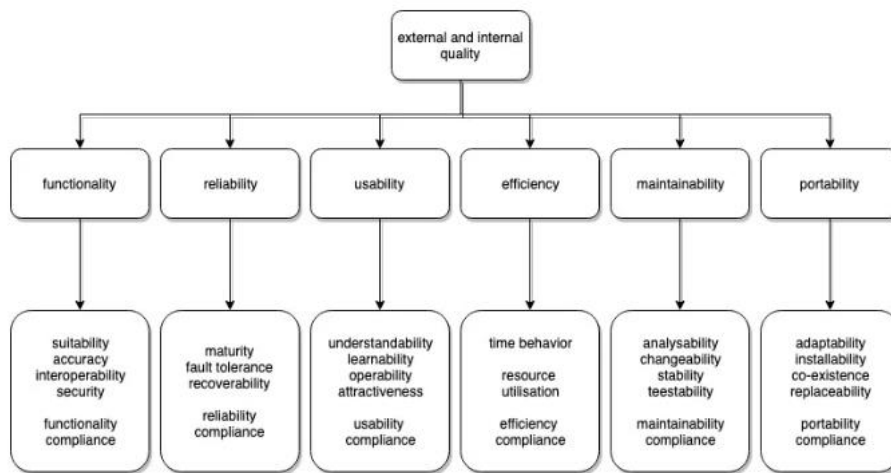 external and internal
quality
functionality
reliability
usability
efficiency
maintainability
portability
suitability
accuracy
interoperability
security
functionality
compliance
maturity
fault tolerance
recoverability
reliability
compliance
understandability
learnability
operability
attractiveness
usability
compliance
time behavior
resource
utilisation
efficiency
compliance
analysability
changeability
stability
teestability
maintainability
compliance
adaptability
installability
co-existence
replaceability
portability
compliance